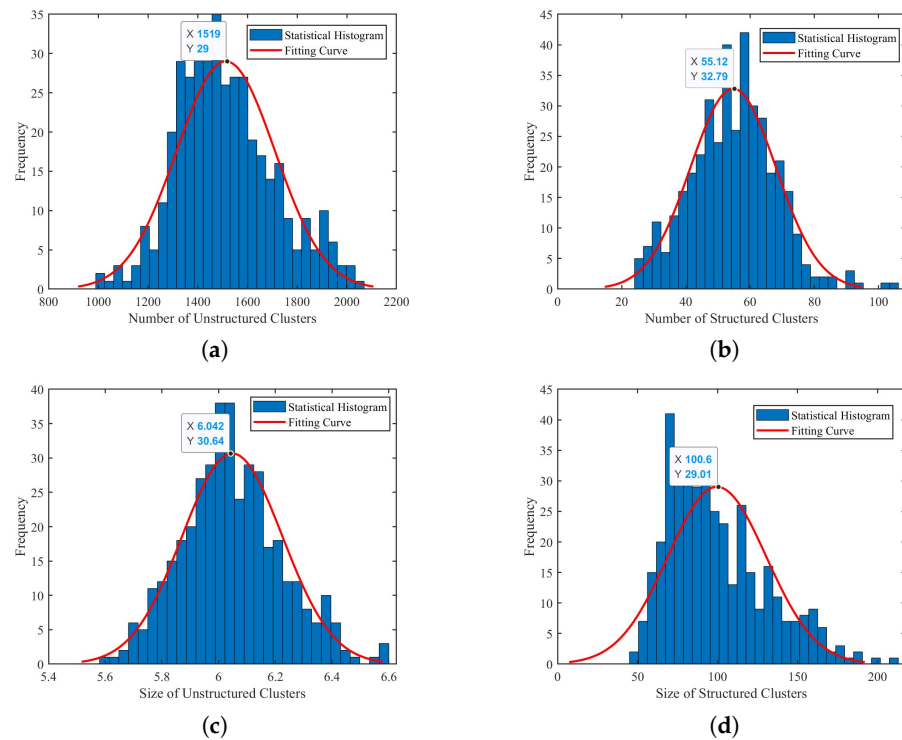 35
30
25
20
15
10
5
0
Frequency
X 1519
Y 29
Statistical Histogram
Fitting Curve
800 1000 1200 1400 1600 1800 2000 2200
Number of Unstructured Clusters
(a)
45
40
35
30
25
20
15
10
5
0
Frequency
X 55.12
Y 32.79
Statistical Histogram
Fitting Curve
0 20 40 60 80 100
Number of Structured Clusters
(b)
40
35
30
25
20
15
10
5
0
Frequency
X 6.042
Y 30.64
Statistical Histogram
Fitting Curve
5.4 5.6 5.8 6 6.2 6.4 6.6
Size of Unstructured Clusters
(c)
45
40
35
30
25
20
15
10
5
0
Frequency
X 100.6
Y 29.01
Statistical Histogram
Fitting Curve
0 50 100 150 200
Size of Structured Clusters
(d)